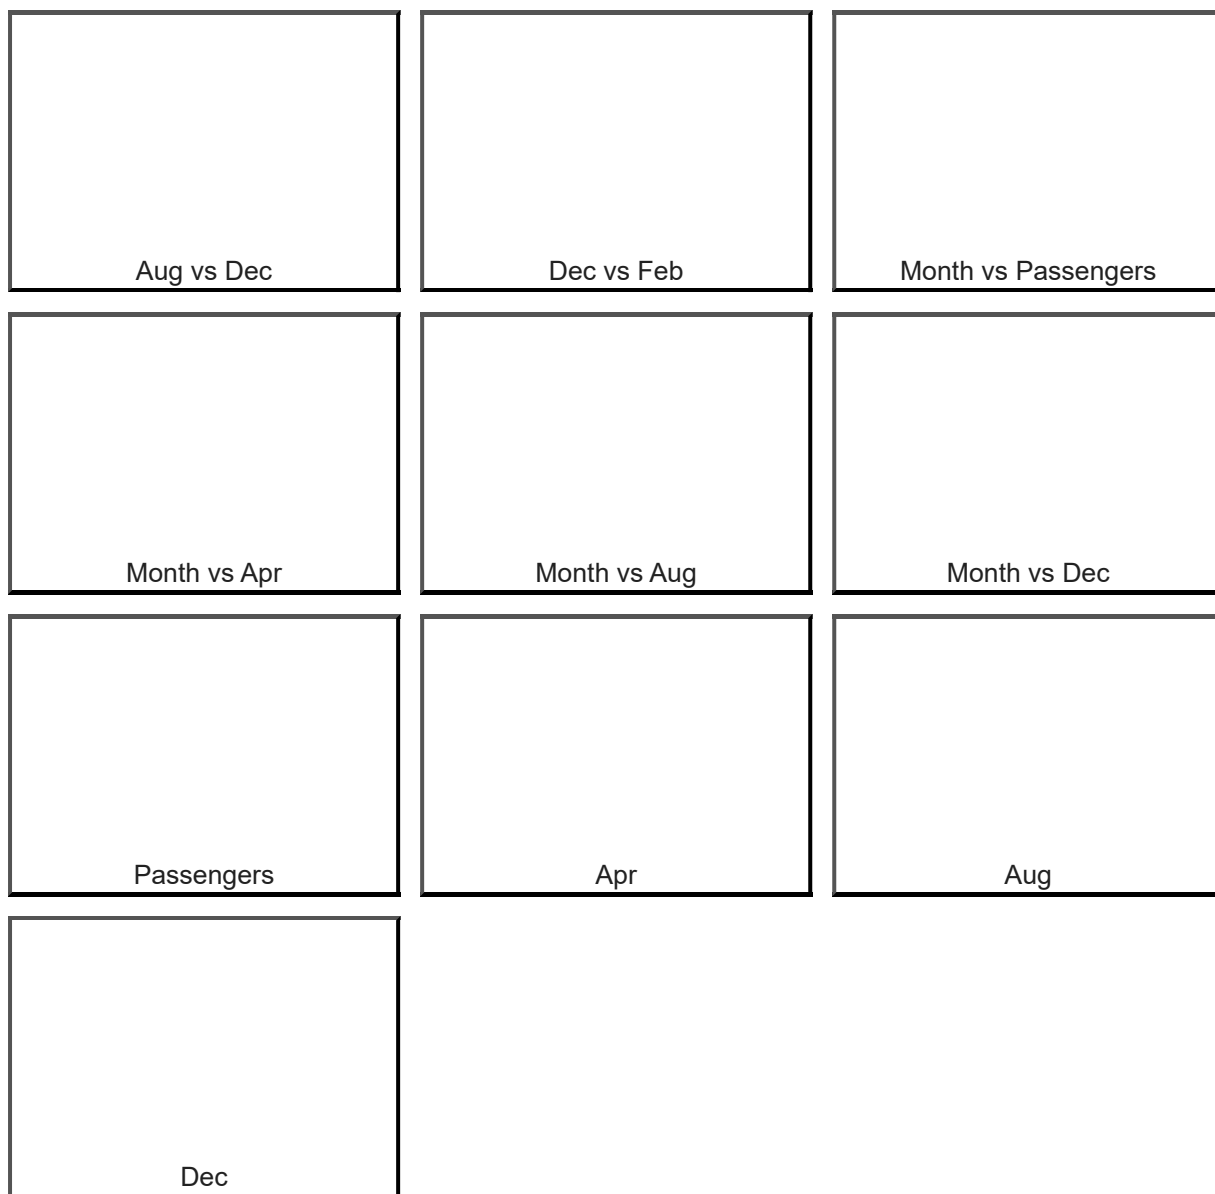 Aug vs Dec
Dec vs Feb
Month vs Passengers
Month vs Apr
Month vs Aug
Month vs Dec
Passengers
Apr
Aug
Dec